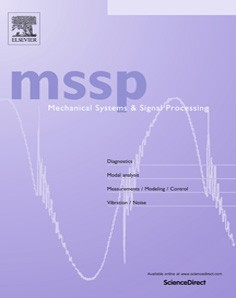 ELSEVIER
mssp
Mechanical Systems & Signal Processing
Diagnostics
Modal analysis
Measurements / Modeling / Control
Vibration / Noise
Available online at www.sciencedirect.com
ScienceDirect